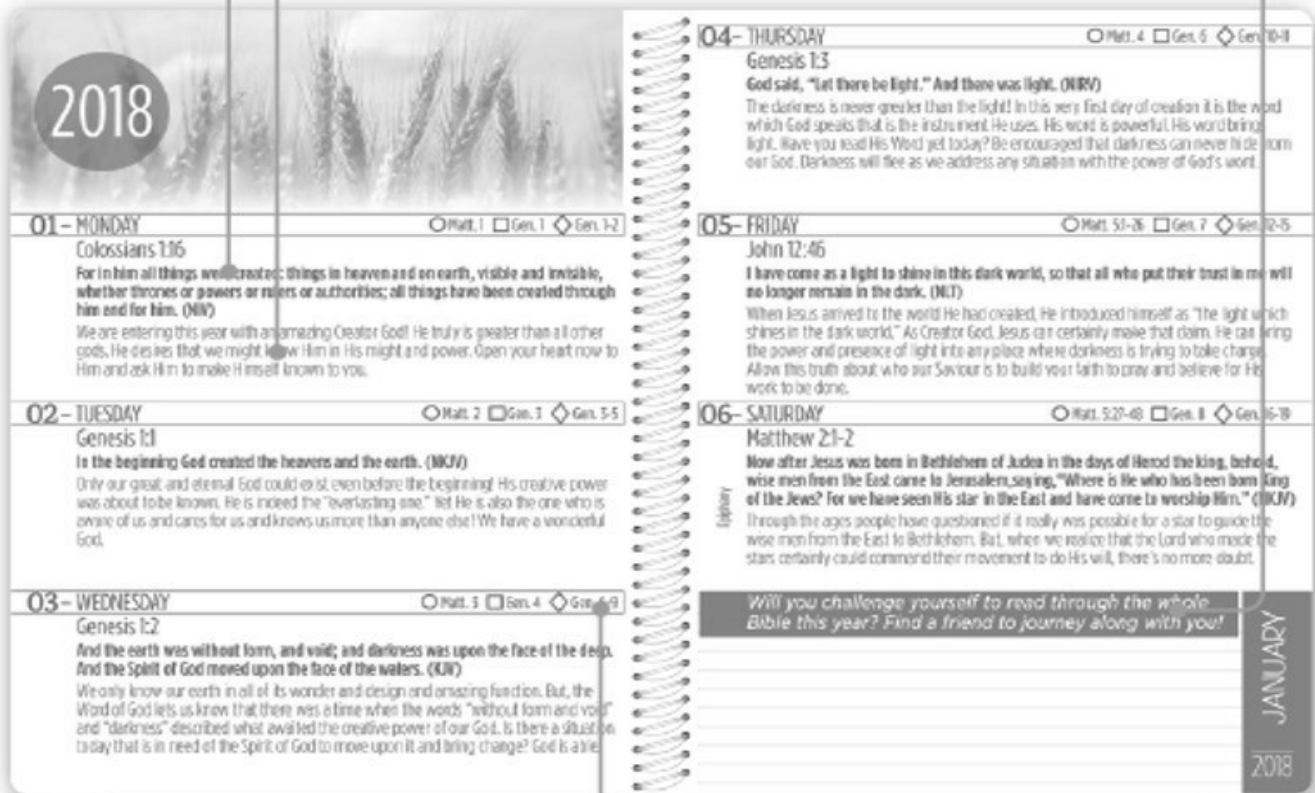 2018
01– MONDAY ○ Matt. 1 □ Gen. 1 ◇ Gen. 1-2
Colossians 1:16
For in him all things were created: things in heaven and on earth, visible and invisible,
whether thrones or powers or rulers or authorities; all things have been created through
him and for him. (NIV)
We are entering this year with an amazing Creator God! He truly is greater than all other
gods. He desires that we might know Him in His might and power. Open your heart now to
Him and ask Him to make Himself known to you.
02– TUESDAY ○ Matt. 2 □ Gen. 3 ◇ Gen. 3-5
Genesis 1:1
In the beginning God created the heavens and the earth. (NKJV)
Only our great and eternal God could exist even before the beginning! His creative power
was about to be known. He is indeed the "everlasting one." Yet He is also the one who is
aware of us and cares for us and knows us more than anyone else! We have a wonderful
God.
03– WEDNESDAY ○ Matt. 3 □ Gen. 4 ◇ Gen. 6-9
Genesis 1:2
And the earth was without form, and void; and darkness was upon the face of the deep.
And the Spirit of God moved upon the face of the waters. (KJV)
We only know our earth in all of its wonder and design and amazing function. But, the
Word of God lets us know that there was a time when the words "without form and void"
and "darkness" described what awaited the creative power of our God. Is there a situation
today that is in need of the Spirit of God to move upon it and bring change? God is able.
04– THURSDAY ○ Matt. 4 □ Gen. 6 ◇ Gen. 10-11
Genesis 1:3
God said, "Let there be light." And there was light. (NIRV)
The darkness is never greater than the light! In this very first day of creation it is the word
which God speaks that is the instrument He uses. His word is powerful. His word brings
light. Have you read His Word yet today? Be encouraged that darkness can never hide from
our God. Darkness will flee as we address any situation with the power of God's word.
05– FRIDAY ○ Matt. 5:1-26 □ Gen. 7 ◇ Gen. 12-15
John 12:46
I have come as a light to shine in this dark world, so that all who put their trust in me will
no longer remain in the dark. (NLT)
When Jesus arrived to the world He had created, He introduced himself as "the light which
shines in the dark world." As Creator God, Jesus can certainly make that claim. He can bring
the power and presence of light into any place where darkness is trying to take charge.
Allow this truth about who our Saviour is to build your faith to pray and believe for His
work to be done.
06– SATURDAY ○ Matt. 5:27-48 □ Gen. 8 ◇ Gen. 16-19
Matthew 2:1-2
Epiphany
Now after Jesus was born in Bethlehem of Judea in the days of Herod the king, behold,
wise men from the East came to Jerusalem,saying,"Where is He who has been born King
of the Jews? For we have seen His star in the East and have come to worship Him." (NKJV)
Through the ages people have questioned if it really was possible for a star to guide the
wise men from the East to Bethlehem. But, when we realize that the Lord who made the
stars certainly could command their movement to do His will, there's no more doubt.
Will you challenge yourself to read through the whole
Bible this year? Find a friend to journey along with you!
JANUARY
2018